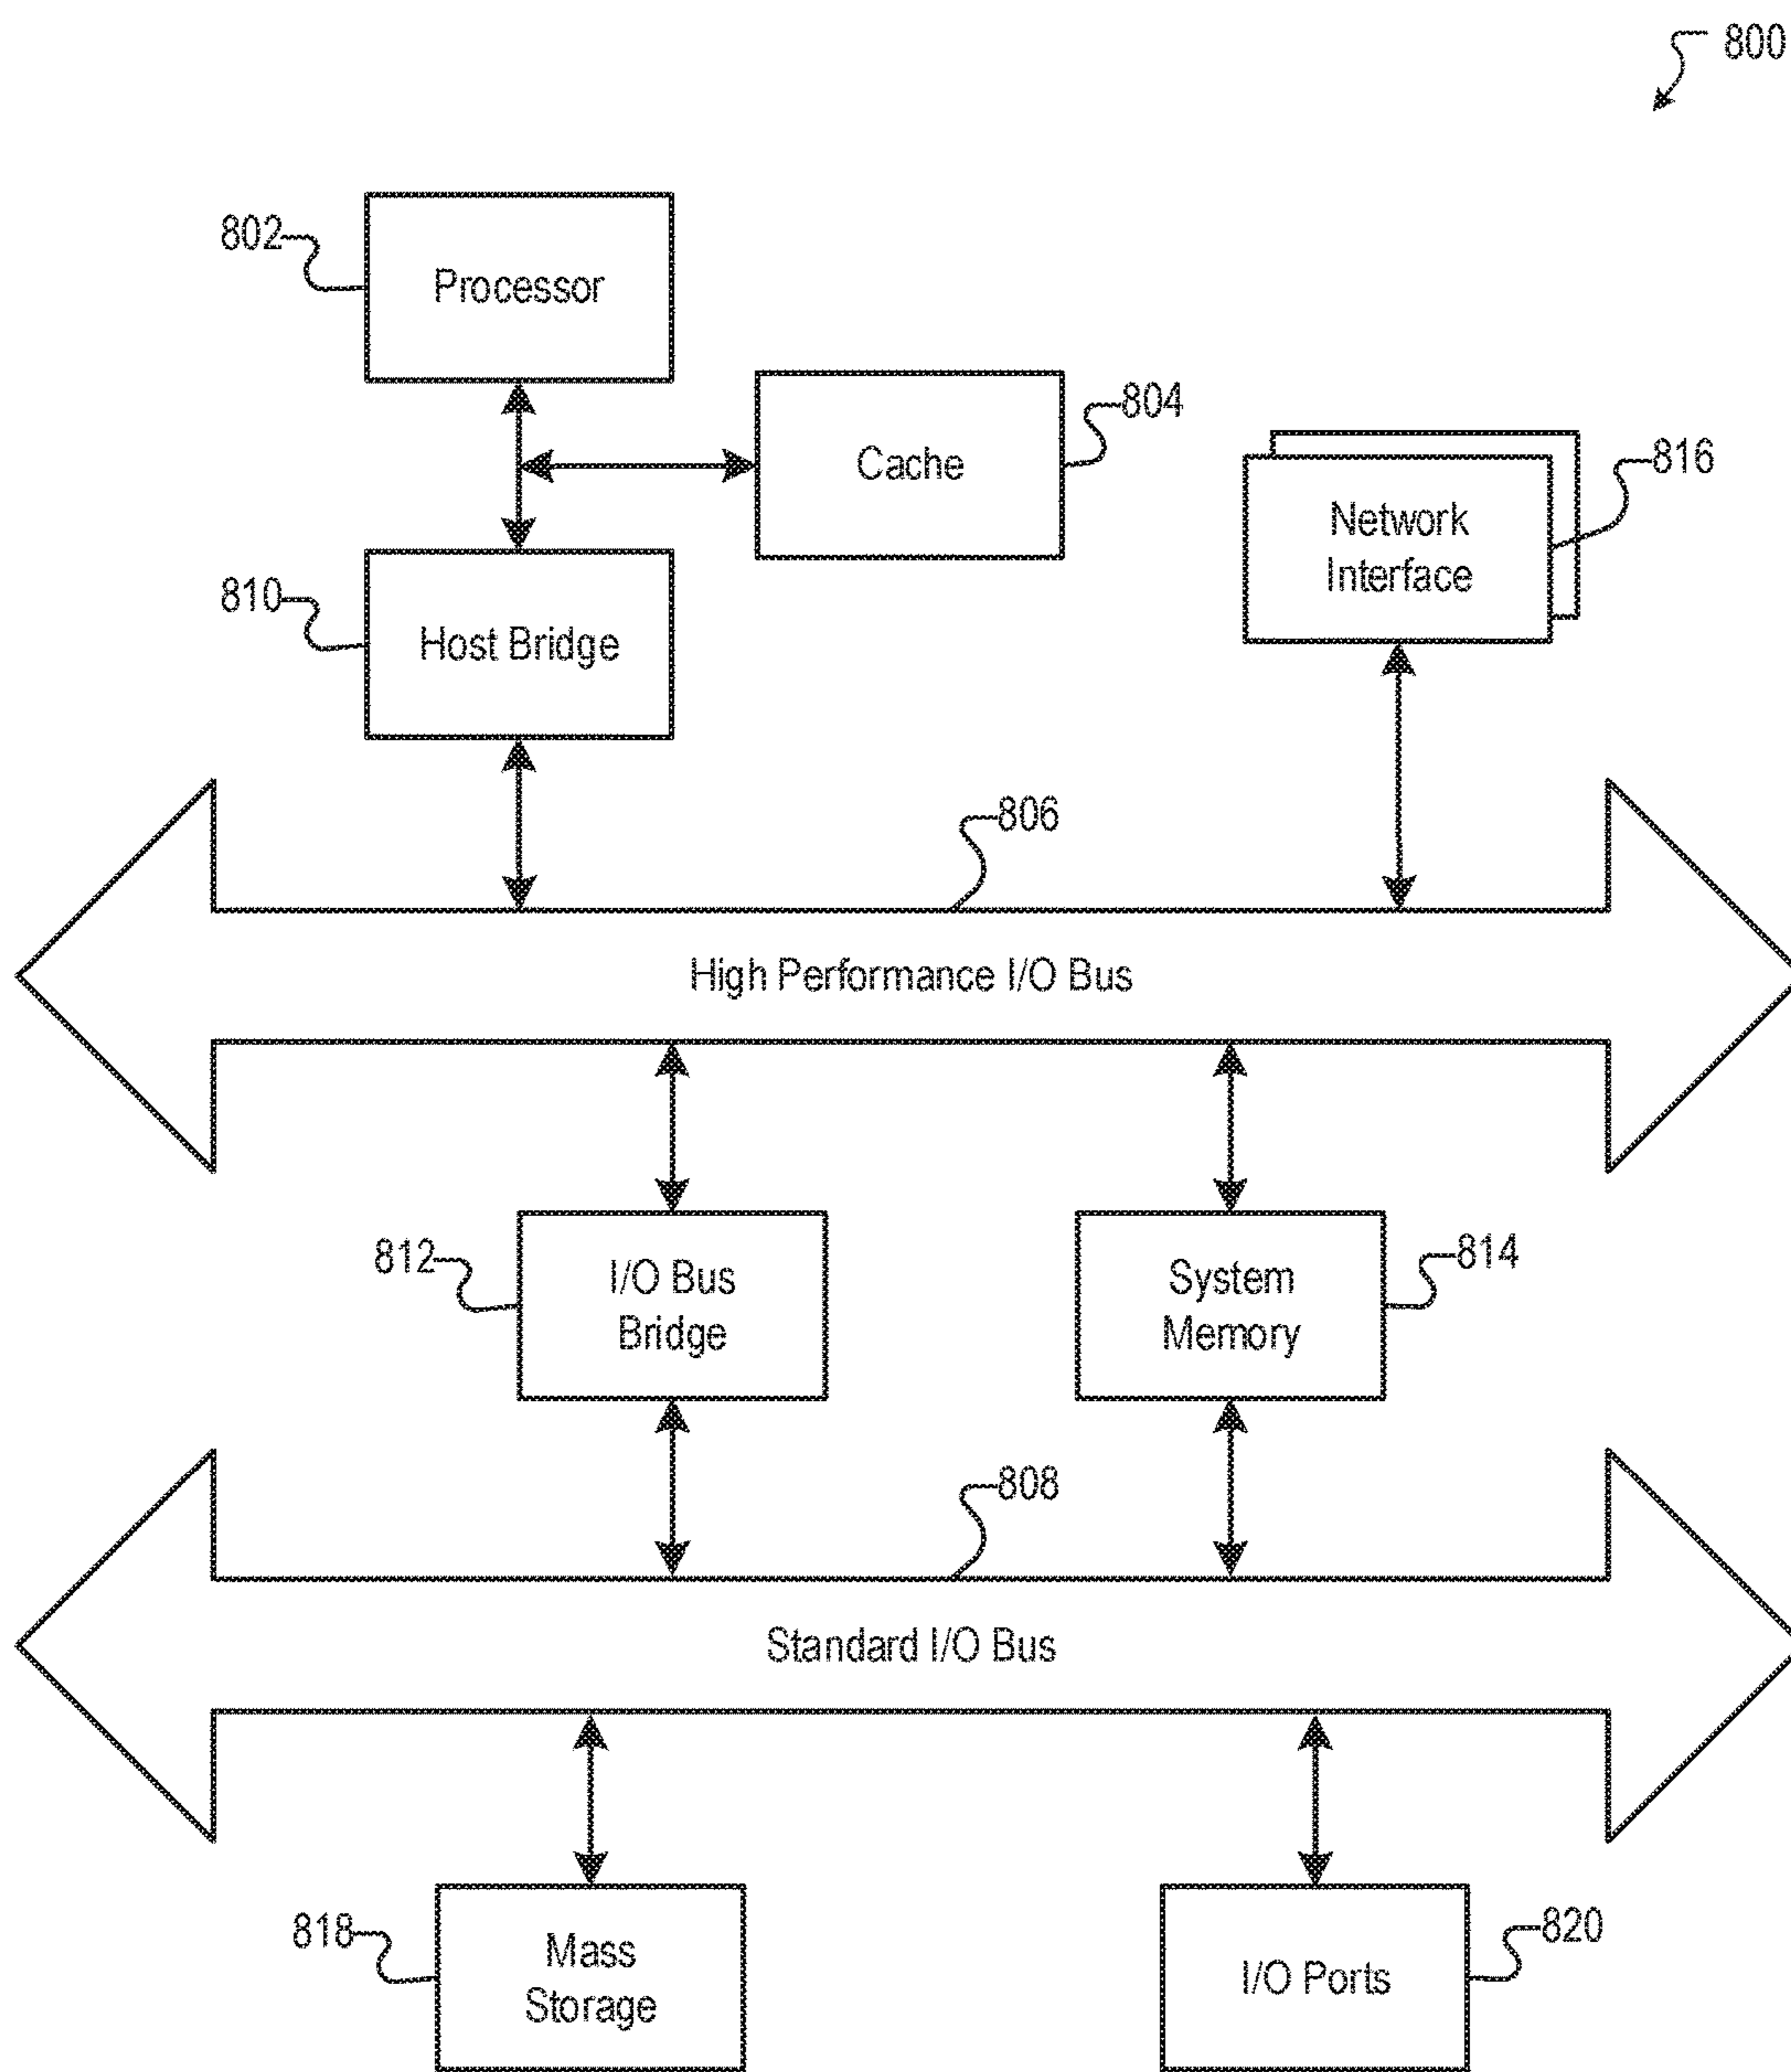 800
802
Processor
804
Cache
816
Network
Interface
810
Host Bridge
806
High Performance I/O Bus
812
I/O Bus
Bridge
System
Memory
814
808
Standard I/O Bus
818
Mass
Storage
I/O Ports
820